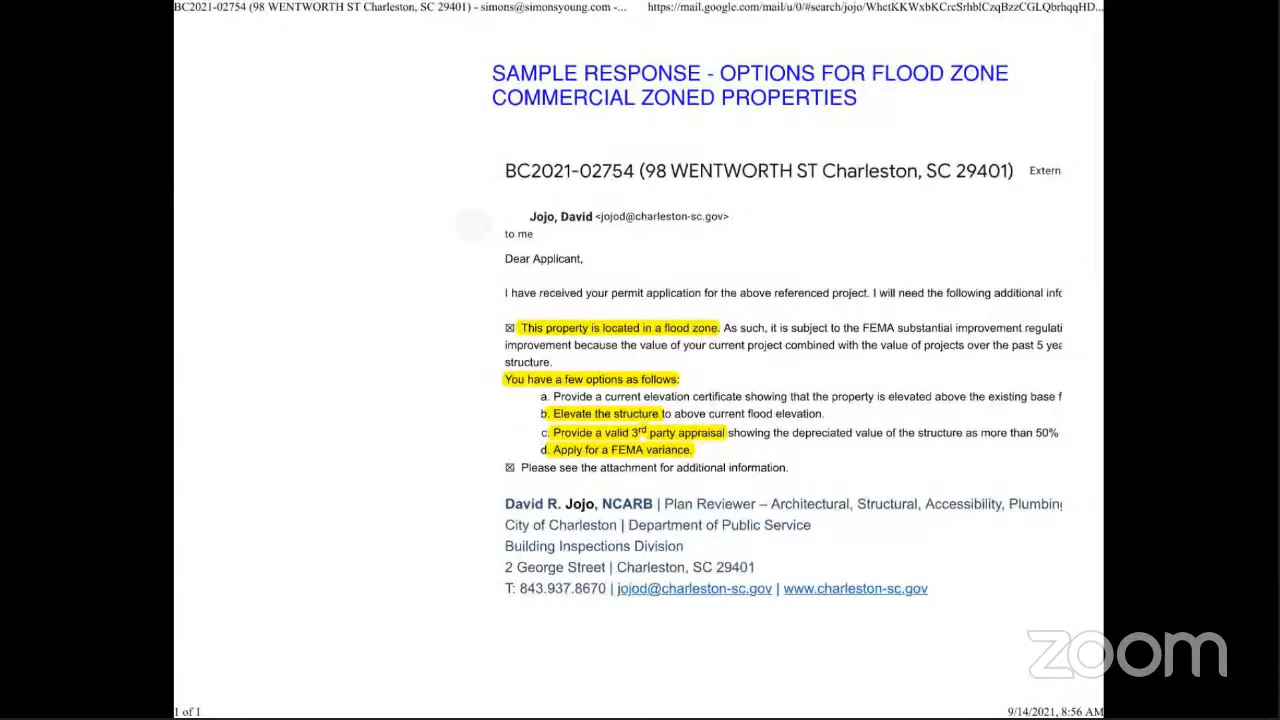 BC2021-02754 (98 WENTWORTH ST Charleston, SC 29401) - simons@simonsyoung.com -... https://mail.google.com/mail/u/0/#search/jojo/WhctKKWxbKCrcSrhblCzqBzzCGLQbrhqqHD...
SAMPLE RESPONSE - OPTIONS FOR FLOOD ZONE
COMMERCIAL ZONED PROPERTIES
BC2021-02754 (98 WENTWORTH ST Charleston, SC 29401) Extern
Jojo, David <jojod@charleston-sc.gov>
to me
Dear Applicant,
I have received your permit application for the above referenced project. I will need the following additional info
☒ This property is located in a flood zone. As such, it is subject to the FEMA substantial improvement regulati
improvement because the value of your current project combined with the value of projects over the past 5 yea
structure.
You have a few options as follows:
a. Provide a current elevation certificate showing that the property is elevated above the existing base f
b. Elevate the structure to above current flood elevation.
c. Provide a valid 3rd party appraisal showing the depreciated value of the structure as more than 50%
d. Apply for a FEMA variance.
☒ Please see the attachment for additional information.
David R. Jojo, NCARB | Plan Reviewer – Architectural, Structural, Accessibility, Plumbing
City of Charleston | Department of Public Service
Building Inspections Division
2 George Street | Charleston, SC 29401
T: 843.937.8670 | jojod@charleston-sc.gov | www.charleston-sc.gov
zoom
1 of 1 9/14/2021, 8:56 AM